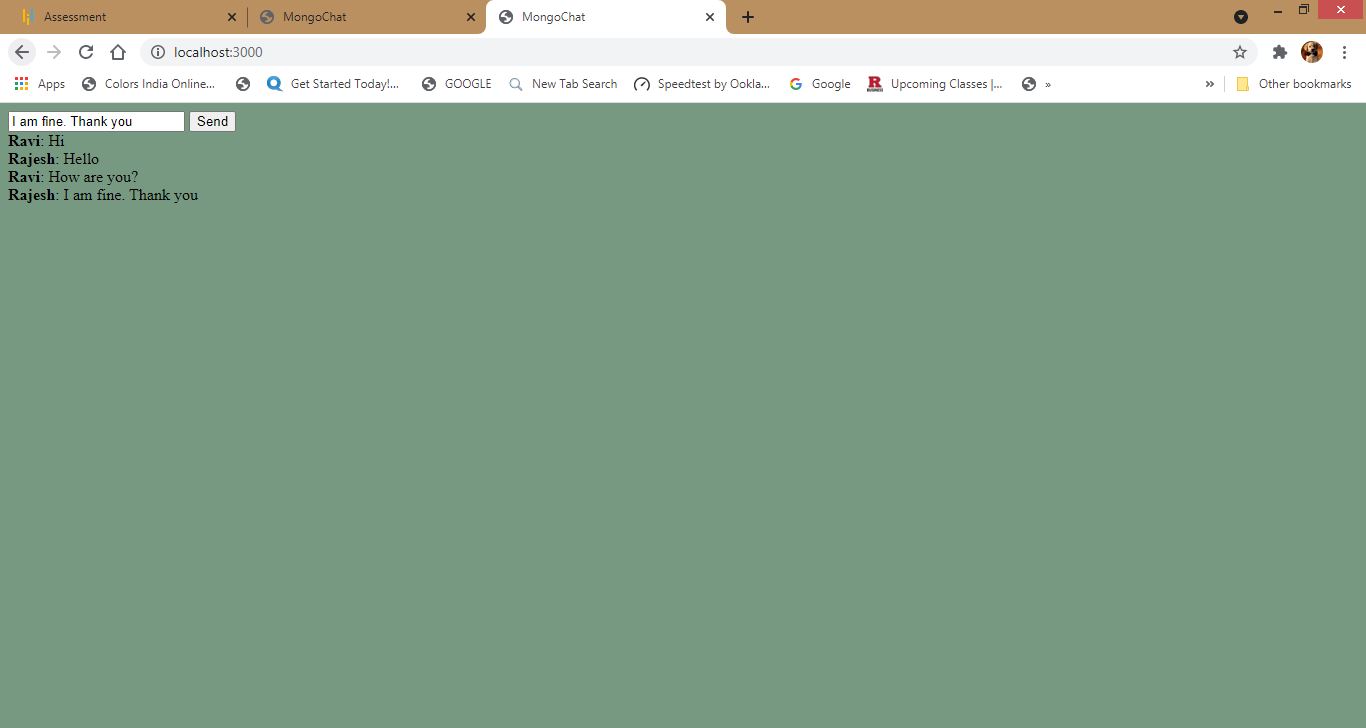 Assessment MongoChat MongoChat
localhost:3000
Apps Colors India Online... Get Started Today!... GOOGLE New Tab Search Speedtest by Ookla... Google Upcoming Classes |... » » Other bookmarks
I am fine. Thank you Send
Ravi: Hi
Rajesh: Hello
Ravi: How are you?
Rajesh: I am fine. Thank you